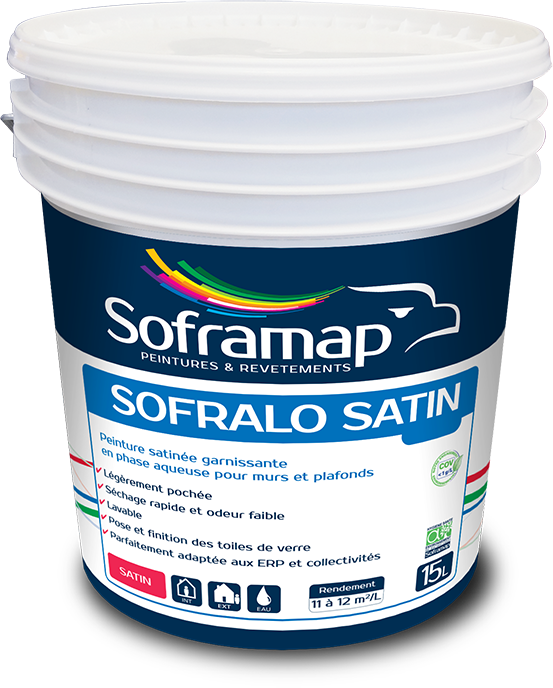 Soframap
PEINTURES & REVETEMENTS
SOFRALO SATIN
Peinture satinée garnissante
en phase aqueuse pour murs et plafonds
Légèrement pochée
Séchage rapide et odeur faible
Lavable
Pose et finition des toiles de verre
Parfaitement adaptée aux ERP et collectivités
COV
<1g/L
SATIN
INT
EXT
EAU
Rendement
11 à 12 m²/L
15L